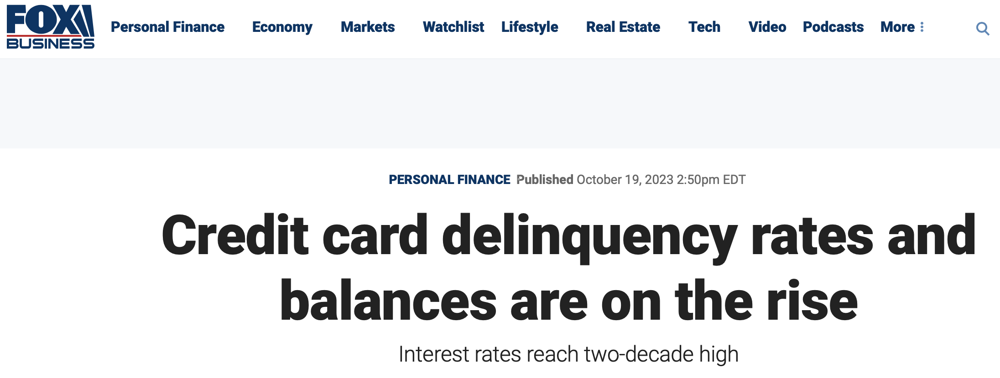 FOX
BUSINESS
Personal Finance Economy Markets Watchlist Lifestyle Real Estate Tech Video Podcasts More
PERSONAL FINANCE Published October 19, 2023 2:50pm EDT
Credit card delinquency rates and
balances are on the rise
Interest rates reach two-decade high